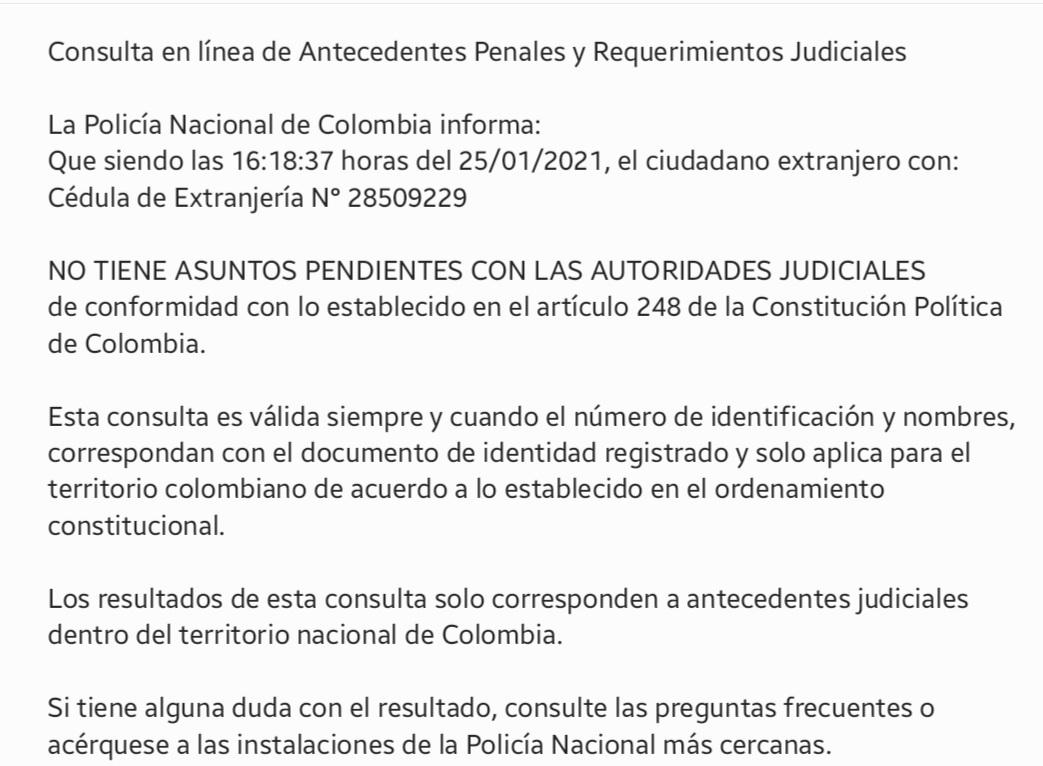 Consulta en línea de Antecedentes Penales y Requerimientos Judiciales
La Policía Nacional de Colombia informa:
Que siendo las 16:18:37 horas del 25/01/2021, el ciudadano extranjero con:
Cédula de Extranjería N° 28509229
NO TIENE ASUNTOS PENDIENTES CON LAS AUTORIDADES JUDICIALES
de conformidad con lo establecido en el artículo 248 de la Constitución Política
de Colombia.
Esta consulta es válida siempre y cuando el número de identificación y nombres,
correspondan con el documento de identidad registrado y solo aplica para el
territorio colombiano de acuerdo a lo establecido en el ordenamiento
constitucional.
Los resultados de esta consulta solo corresponden a antecedentes judiciales
dentro del territorio nacional de Colombia.
Si tiene alguna duda con el resultado, consulte las preguntas frecuentes o
acérquese a las instalaciones de la Policía Nacional más cercanas.